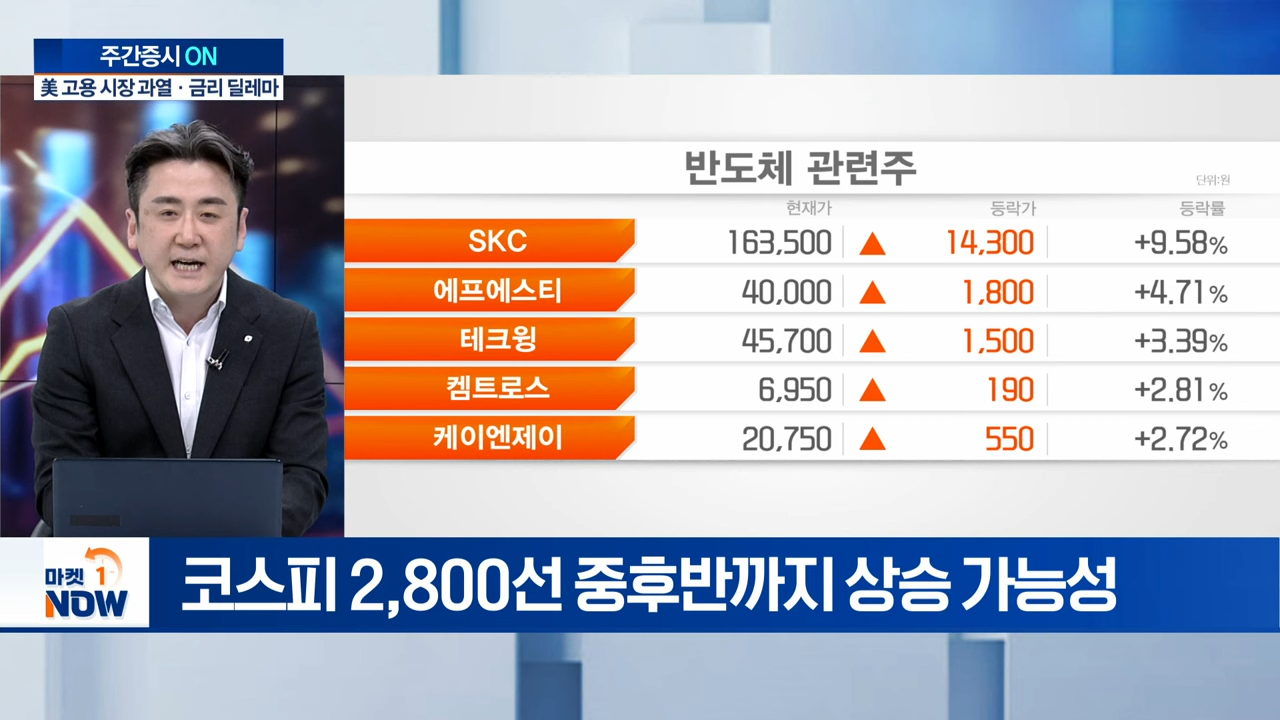 주간증시 ON
美 고용 시장 과열 · 금리 딜레마
반도체 관련주
단위:원
현재가 등락가 등락률
SKC 163,500 ▲ 14,300 +9.58%
에프에스티 40,000 ▲ 1,800 +4.71%
테크윙 45,700 ▲ 1,500 +3.39%
켐트로스 6,950 ▲ 190 +2.81%
케이엔제이 20,750 ▲ 550 +2.72%
마켓 1
NOW
코스피 2,800선 중후반까지 상승 가능성